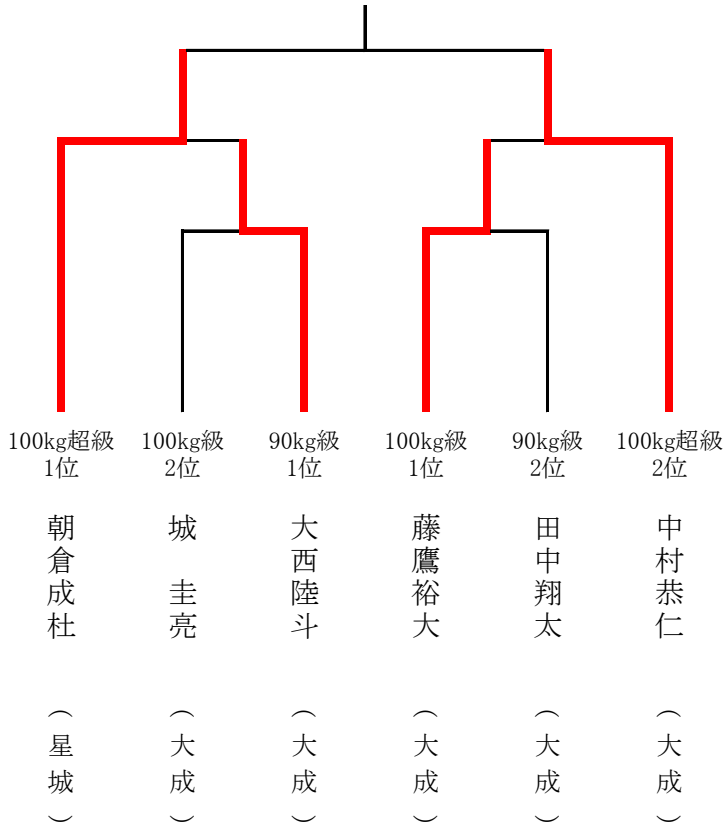 100kg超級
1位
朝倉成杜
（星城）
100kg級
2位
城　圭亮
（大成）
90kg級
1位
大西陸斗
（大成）
100kg級
1位
藤鷹裕大
（大成）
90kg級
2位
田中翔太
（大成）
100kg超級
2位
中村恭仁
（大成）